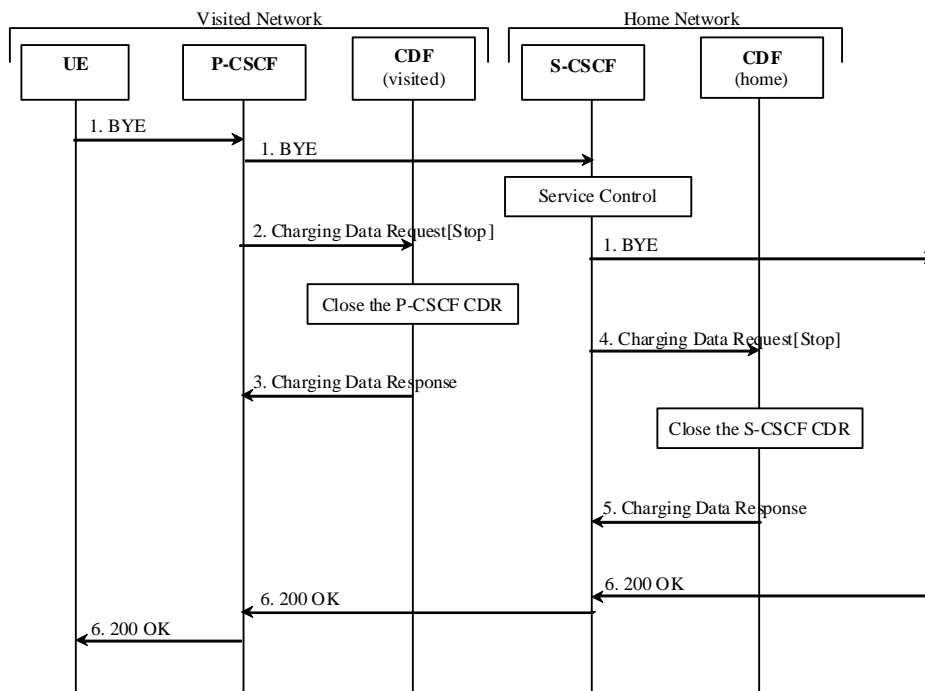 Visited Network
Home Network
UE
P-CSCF
CDF
(visited)
S-CSCF
CDF
(home)
1. BYE
1. BYE
Service Control
2. Charging Data Request[Stop]
1. BYE
Close the P-CSCF CDR
4. Charging Data Request[Stop]
3. Charging Data Response
Close the S-CSCF CDR
5. Charging Data Response
6. 200 OK
6. 200 OK
6. 200 OK